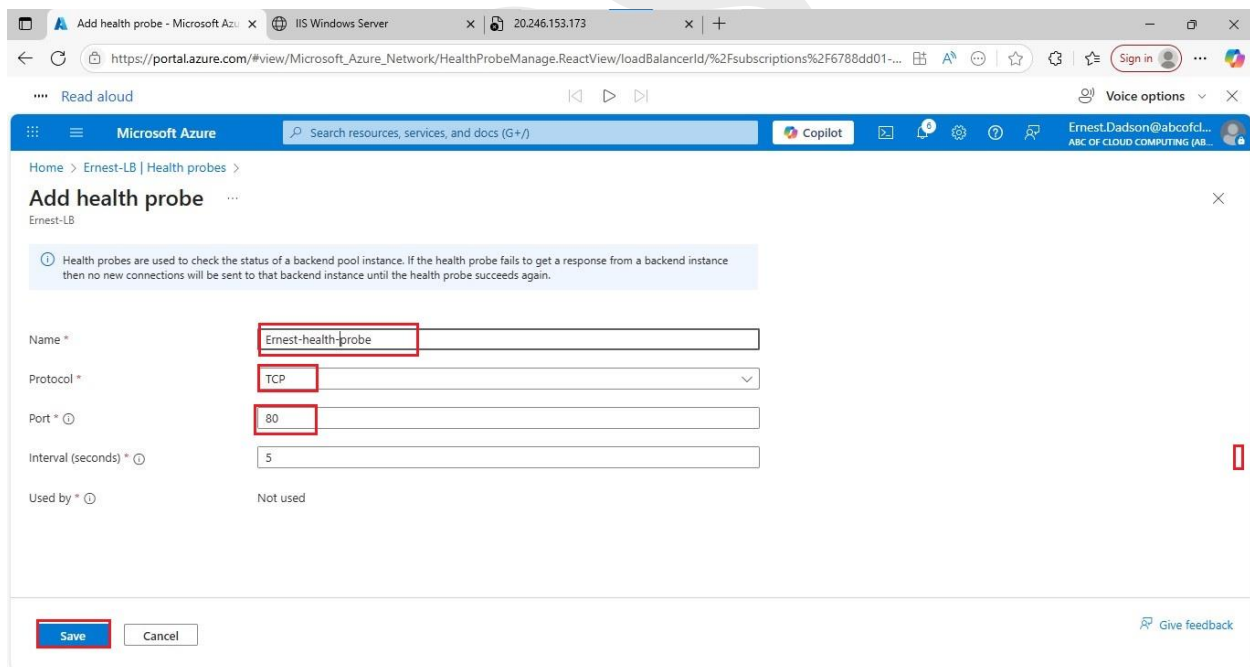 Add health probe - Microsoft Azu
IIS Windows Server
20.246.153.173
https://portal.azure.com/#view/Microsoft_Azure_Network/HealthProbeManage.ReactView/loadBalancerId/%2Fsubscriptions%2F6788dd01-...
Sign in
Read aloud
Voice options
Microsoft Azure
Search resources, services, and docs (G+/)
Copilot
6
Ernest.Dadson@abcofcl...
ABC OF CLOUD COMPUTING (AB...
Home > Ernest-LB | Health probes >
Add health probe ...
Ernest-LB
Health probes are used to check the status of a backend pool instance. If the health probe fails to get a response from a backend instance
then no new connections will be sent to that backend instance until the health probe succeeds again.
Name *
Ernest-health-probe
Protocol *
TCP
Port *
80
Interval (seconds) *
5
Used by *
Not used
Save
Cancel
Give feedback